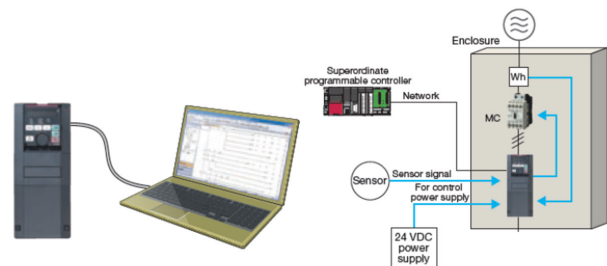 Enclosure
Superordinate
programmable controller
Network
Wh
MC
Sensor
Sensor signal
For control
power supply
24 VDC
power
supply